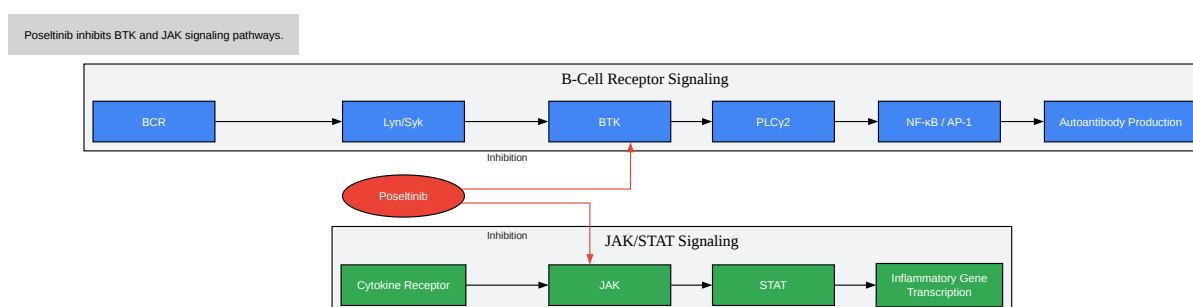 Poseltinib inhibits BTK and JAK signaling pathways.
B-Cell Receptor Signaling
BCR
Lyn/Syk
BTK
PLCγ2
NF-κB / AP-1
Autoantibody Production
Inhibition
Poseltinib
Inhibition
JAK/STAT Signaling
Cytokine Receptor
JAK
STAT
Inflammatory Gene
Transcription